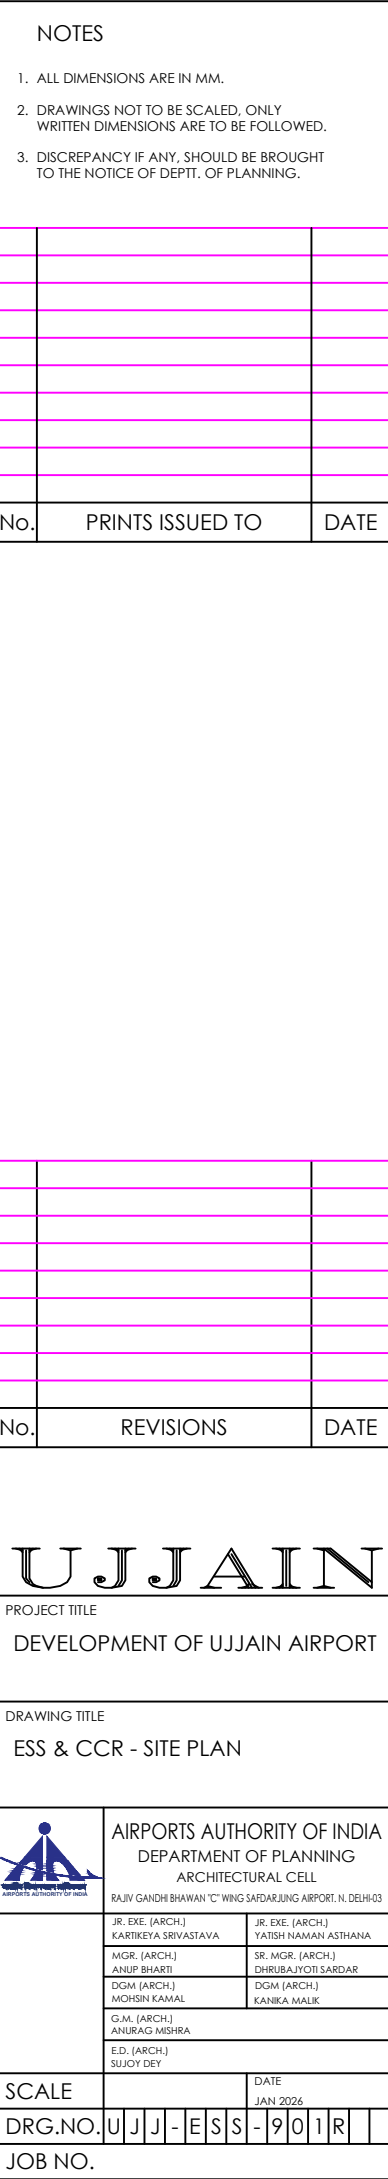 NOTES
1. ALL DIMENSIONS ARE IN MM.
2. DRAWINGS NOT TO BE SCALED, ONLY
WRITTEN DIMENSIONS ARE TO BE FOLLOWED.
3. DISCREPANCY IF ANY, SHOULD BE BROUGHT
TO THE NOTICE OF DEPTT. OF PLANNING.
No. PRINTS ISSUED TO DATE
No. REVISIONS DATE
UJJAIN
PROJECT TITLE
DEVELOPMENT OF UJJAIN AIRPORT
DRAWING TITLE
ESS & CCR - SITE PLAN
AIRPORTS AUTHORITY OF INDIA
AIRPORTS AUTHORITY OF INDIA
DEPARTMENT OF PLANNING
ARCHITECTURAL CELL
RAJIV GANDHI BHAWAN "C" WING SAFDARJUNG AIRPORT. N. DELHI-03
JR. EXE. (ARCH.)
KARTIKEYA SRIVASTAVA
JR. EXE. (ARCH.)
YATISH NAMAN ASTHANA
MGR. (ARCH.)
ANUP BHARTI
SR. MGR. (ARCH.)
DHRUBAJYOTI SARDAR
DGM (ARCH.)
MOHSIN KAMAL
DGM (ARCH.)
KANIKA MALIK
G.M. (ARCH.)
ANURAG MISHRA
E.D. (ARCH.)
SUJOY DEY
SCALE
DATE
JAN 2026
DRG.NO. UJJ-ESS-901R
JOB NO.